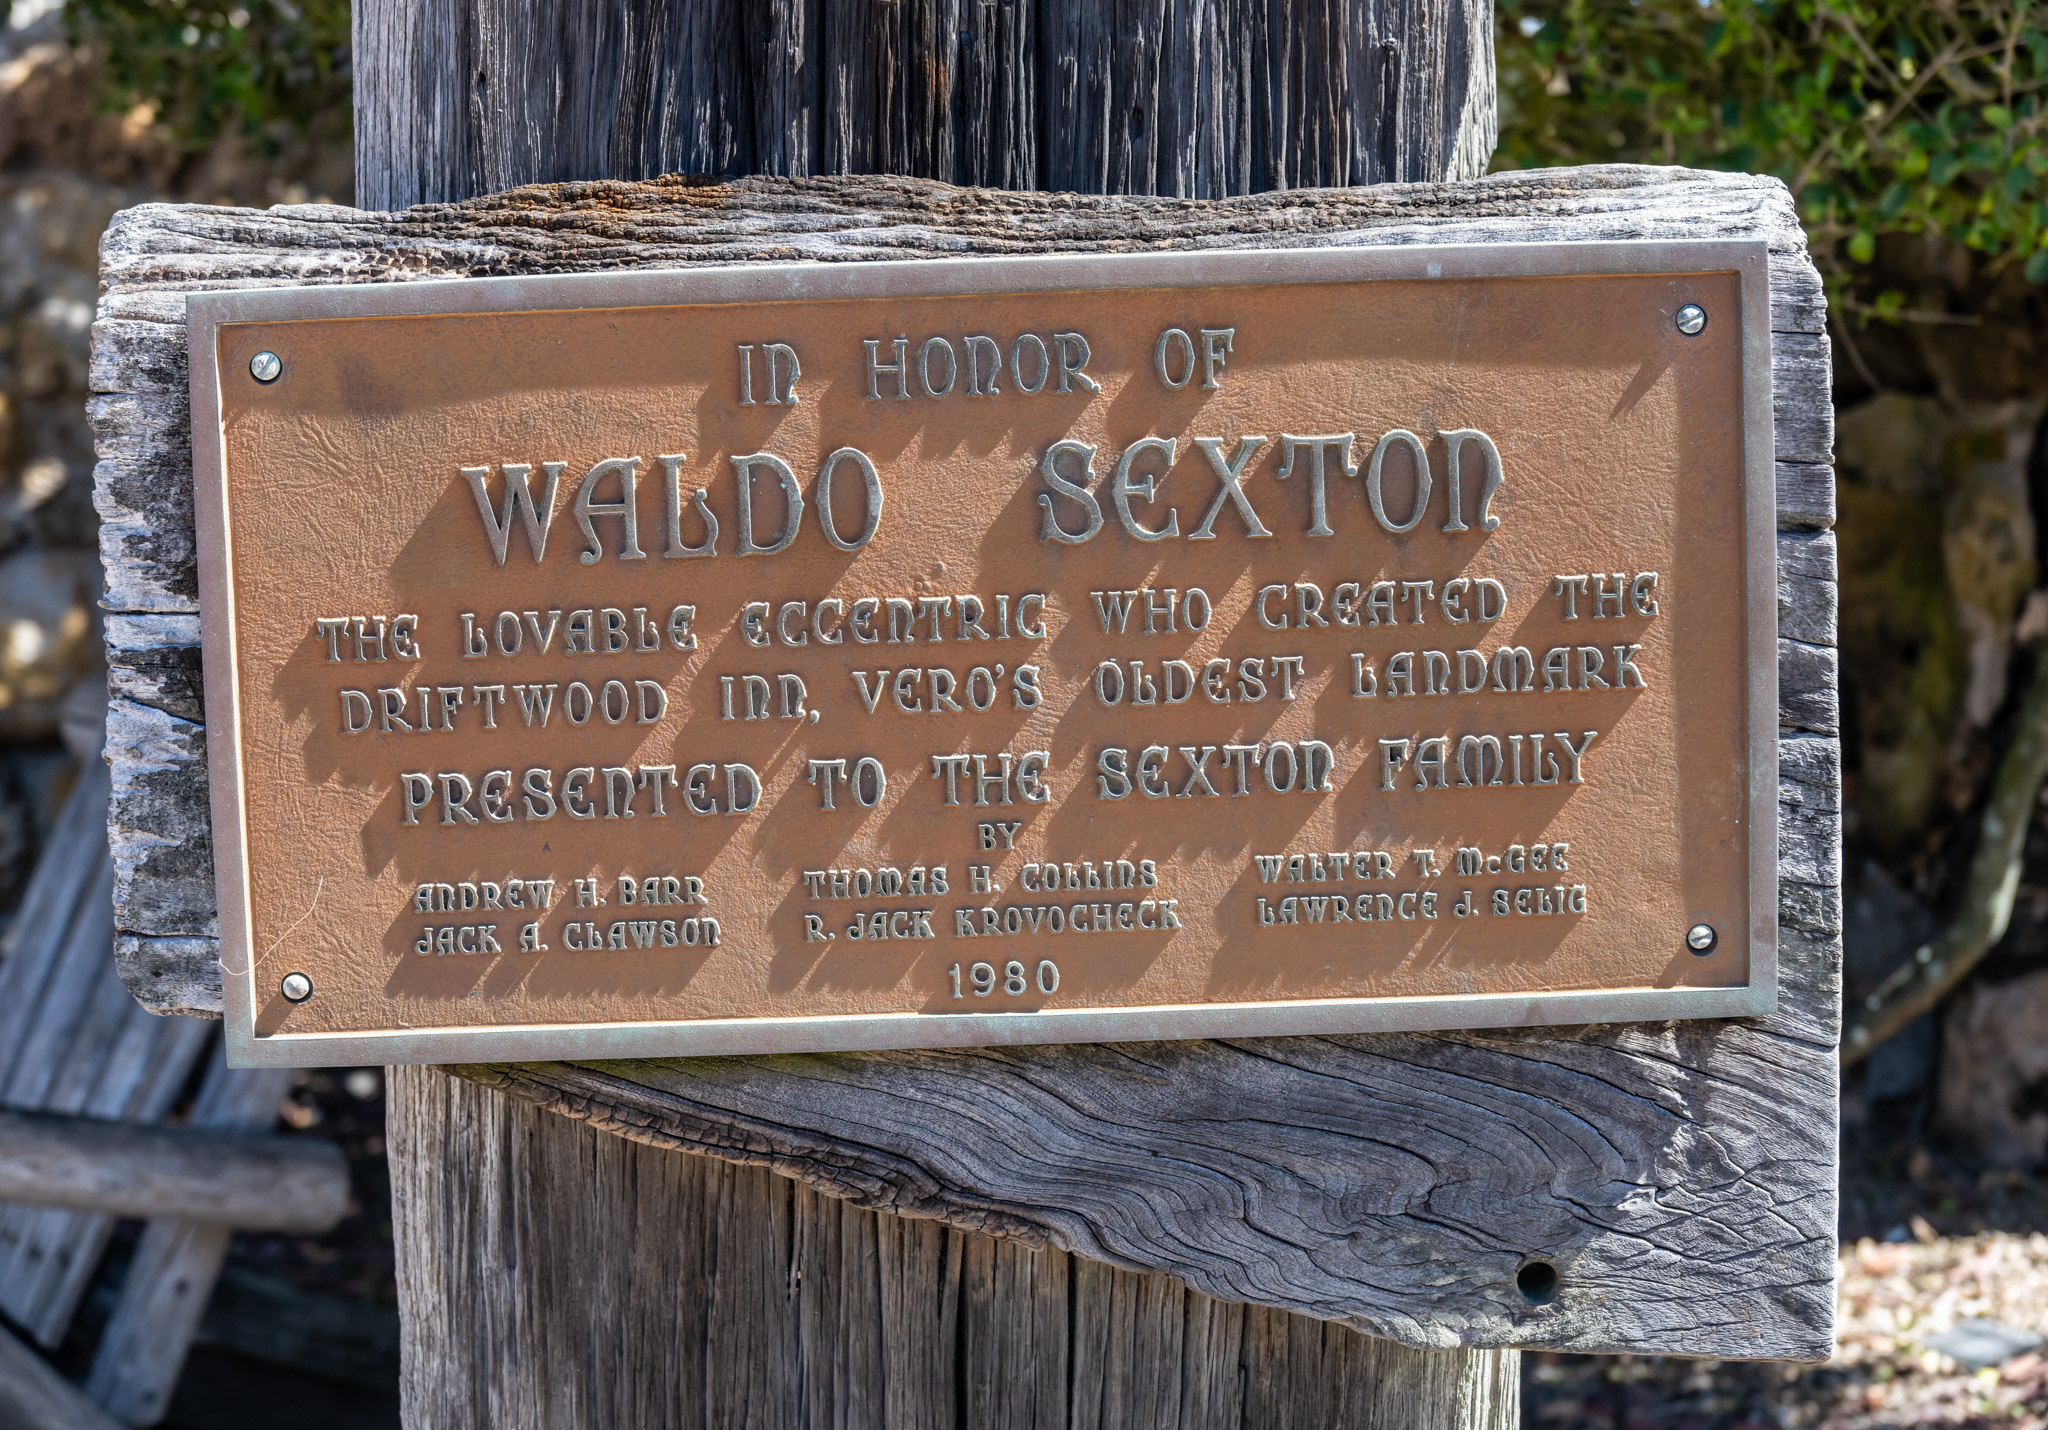 IN HONOR OF
WALDO SEXTON
THE LOVABLE ECCENTRIC WHO CREATED THE
DRIFTWOOD INN, VERO'S OLDEST LANDMARK
PRESENTED TO THE SEXTON FAMILY
BY
ANDREW H. BARR THOMAS H. COLLINS WALTER T. McGEE
JACK A. CLAWSON R. JACK KROVOCHECK LAWRENCE J. SELIG
1980